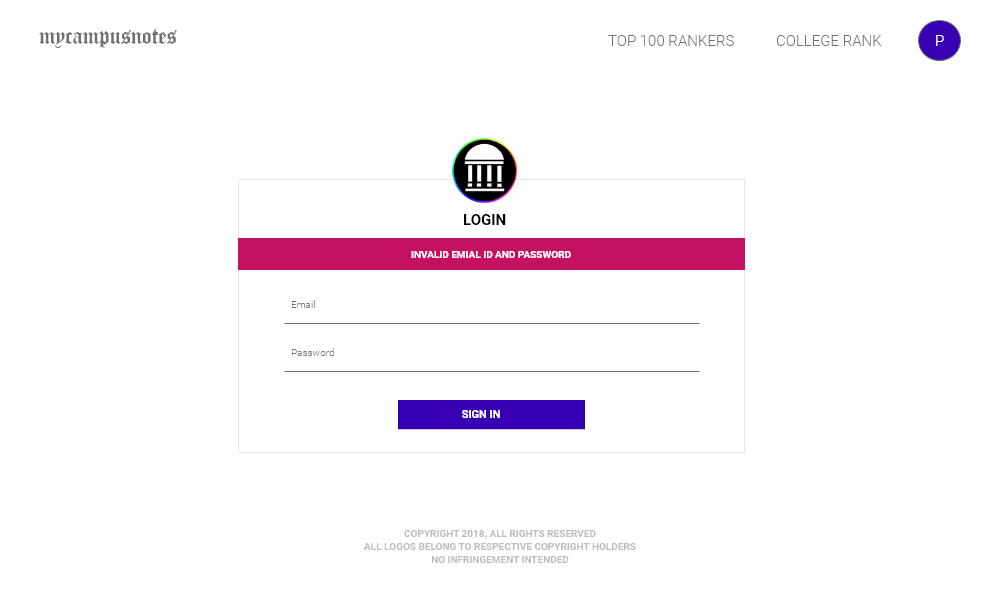 mycampusnotes
TOP 100 RANKERS
COLLEGE RANK
P
LOGIN
INVALID EMIAL ID AND PASSWORD
Email
Password
SIGN IN
COPYRIGHT 2018, ALL RIGHTS RESERVED
ALL LOGOS BELONG TO RESPECTIVE COPYRIGHT HOLDERS
NO INFRINGEMENT INTENDED